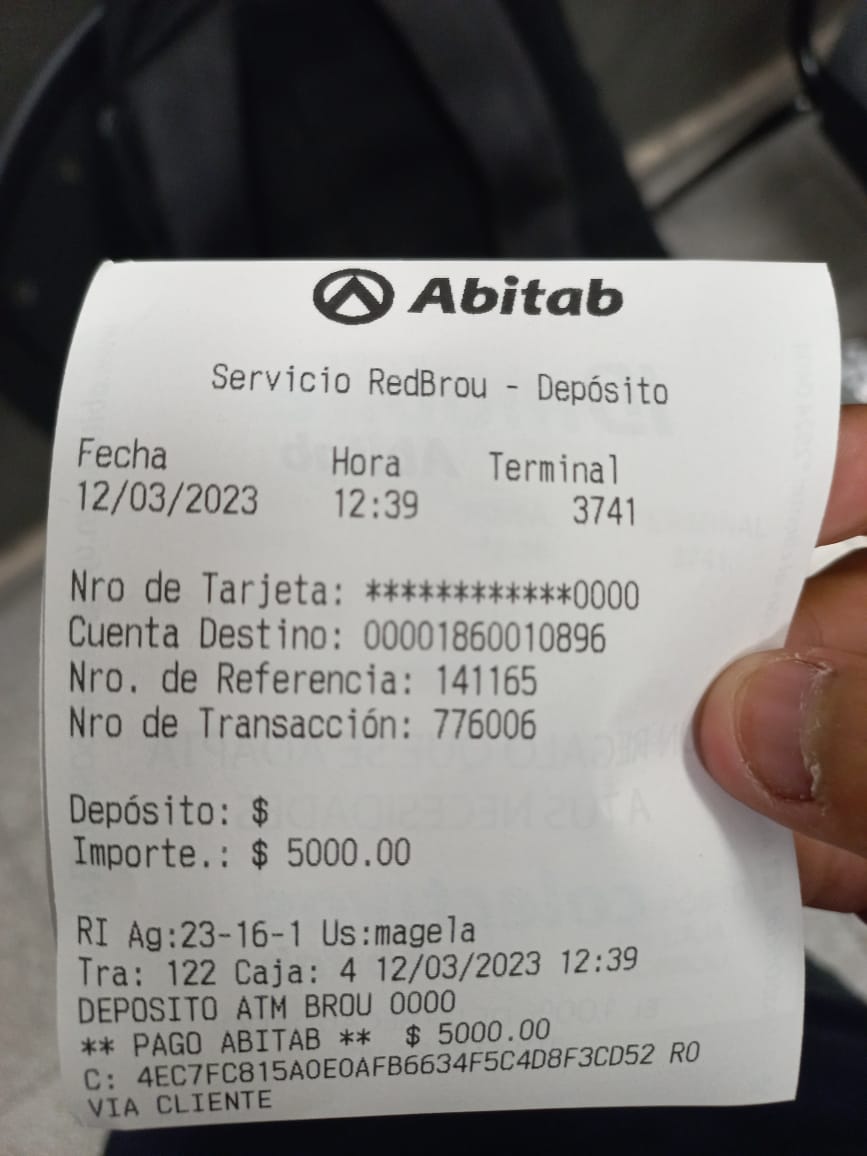 Abitab
Servicio RedBrou - Depósito
Fecha Hora Terminal
12/03/2023 12:39 3741
Nro de Tarjeta: ************0000
Cuenta Destino: 00001860010896
Nro. de Referencia: 141165
Nro de Transacción: 776006
Depósito: $
Importe.: $ 5000.00
RI Ag:23-16-1 Us:magela
Tra: 122 Caja: 4 12/03/2023 12:39
DEPOSITO ATM BROU 0000
** PAGO ABITAB ** $ 5000.00
C: 4EC7FC815A0E0AFB6634F5C4D8F3CD52 R0
VIA CLIENTE